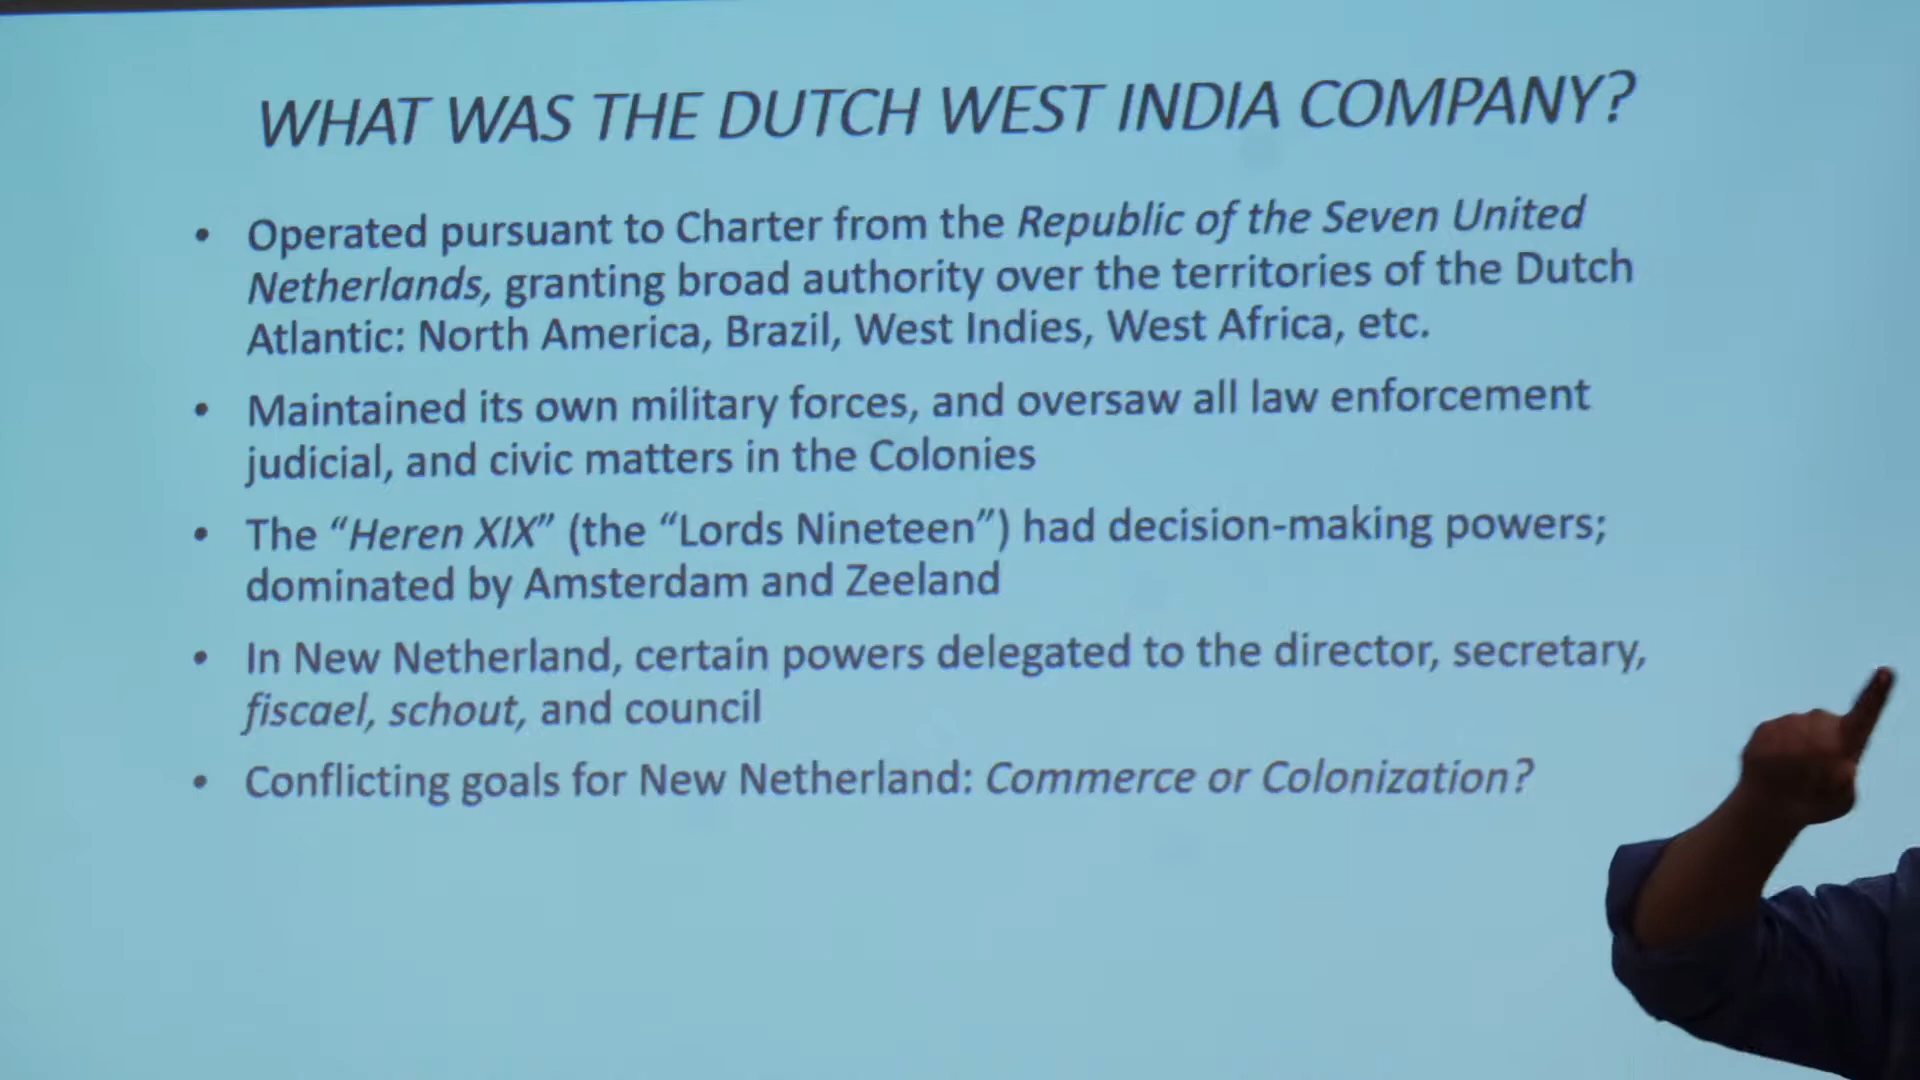 WHAT WAS THE DUTCH WEST INDIA COMPANY?
• Operated pursuant to Charter from the Republic of the Seven United
Netherlands, granting broad authority over the territories of the Dutch
Atlantic: North America, Brazil, West Indies, West Africa, etc.
• Maintained its own military forces, and oversaw all law enforcement
judicial, and civic matters in the Colonies
• The “Heren XIX” (the “Lords Nineteen”) had decision-making powers;
dominated by Amsterdam and Zeeland
• In New Netherland, certain powers delegated to the director, secretary,
fiscael, schout, and council
• Conflicting goals for New Netherland: Commerce or Colonization?